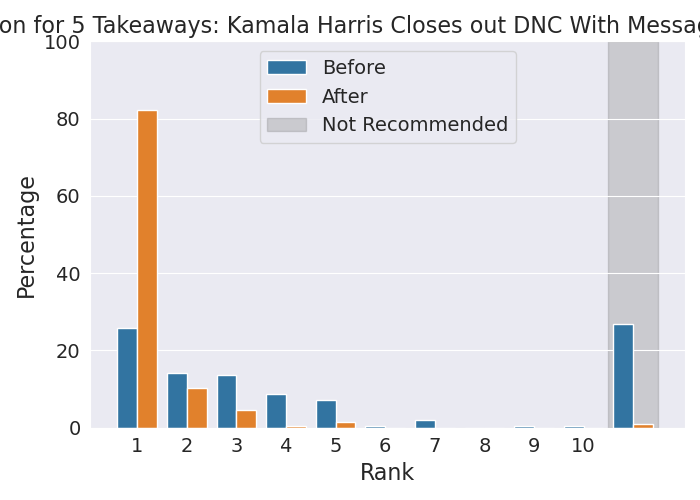 on for 5 Takeaways: Kamala Harris Closes out DNC With Messag
100
80
60
40
20
0
Percentage
Before
After
Not Recommended
1 2 3 4 5 6 7 8 9 10
Rank